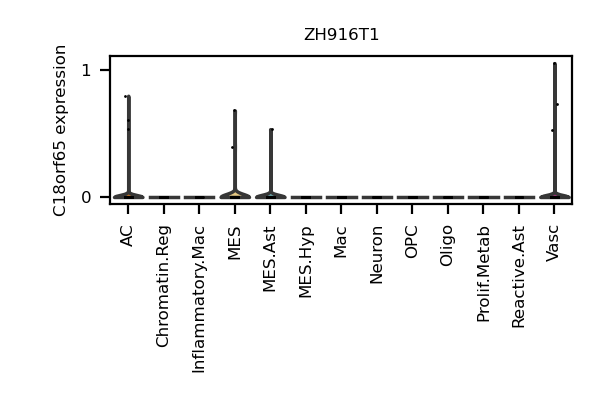 ZH916T1
C18orf65 expression
1
0
AC
Chromatin.Reg
Inflammatory.Mac
MES
MES.Ast
MES.Hyp
Mac
Neuron
OPC
Oligo
Prolif.Metab
Reactive.Ast
Vasc